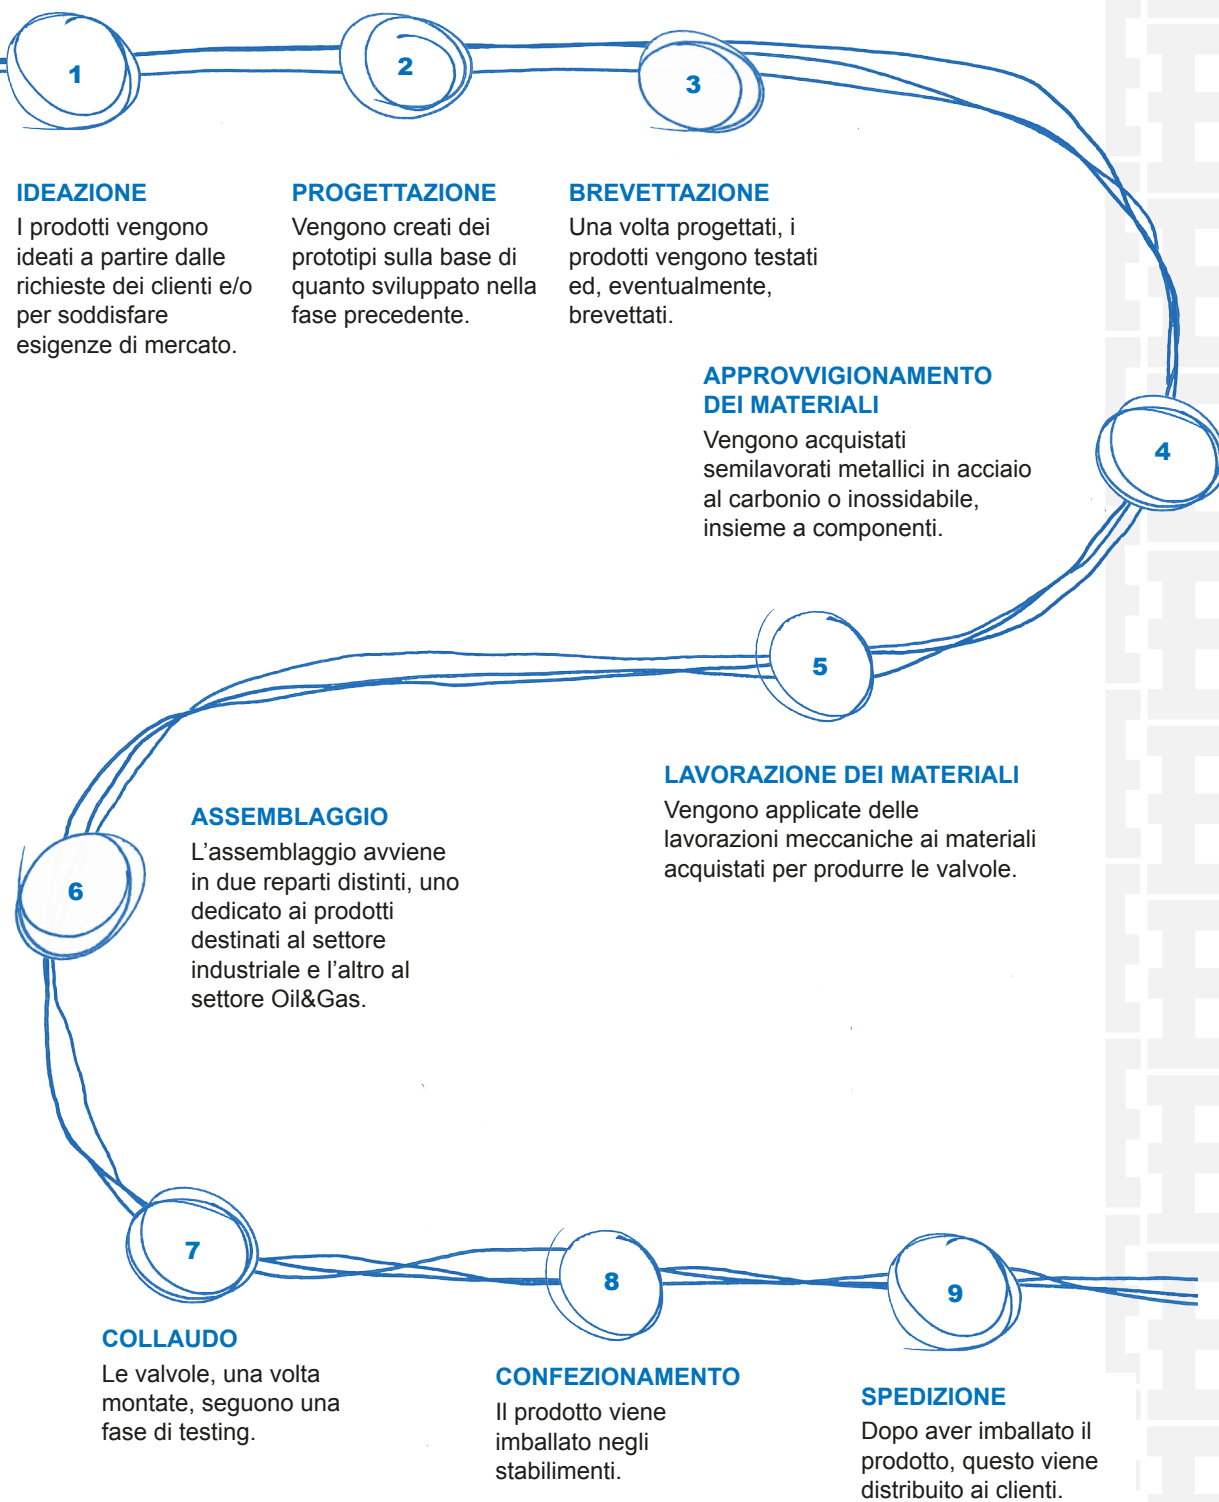 1
IDEAZIONE
I prodotti vengono
ideati a partire dalle
richieste dei clienti e/o
per soddisfare
esigenze di mercato.
2
PROGETTAZIONE
Vengono creati dei
prototipi sulla base di
quanto sviluppato nella
fase precedente.
3
BREVETTAZIONE
Una volta progettati, i
prodotti vengono testati
ed, eventualmente,
brevettati.
4
APPROVVIGIONAMENTO
DEI MATERIALI
Vengono acquistati
semilavorati metallici in acciaio
al carbonio o inossidabile,
insieme a componenti.
5
LAVORAZIONE DEI MATERIALI
Vengono applicate delle
lavorazioni meccaniche ai materiali
acquistati per produrre le valvole.
6
ASSEMBLAGGIO
L’assemblaggio avviene
in due reparti distinti, uno
dedicato ai prodotti
destinati al settore
industriale e l’altro al
settore Oil&Gas.
7
COLLAUDO
Le valvole, una volta
montate, seguono una
fase di testing.
8
CONFEZIONAMENTO
Il prodotto viene
imballato negli
stabilimenti.
9
SPEDIZIONE
Dopo aver imballato il
prodotto, questo viene
distribuito ai clienti.